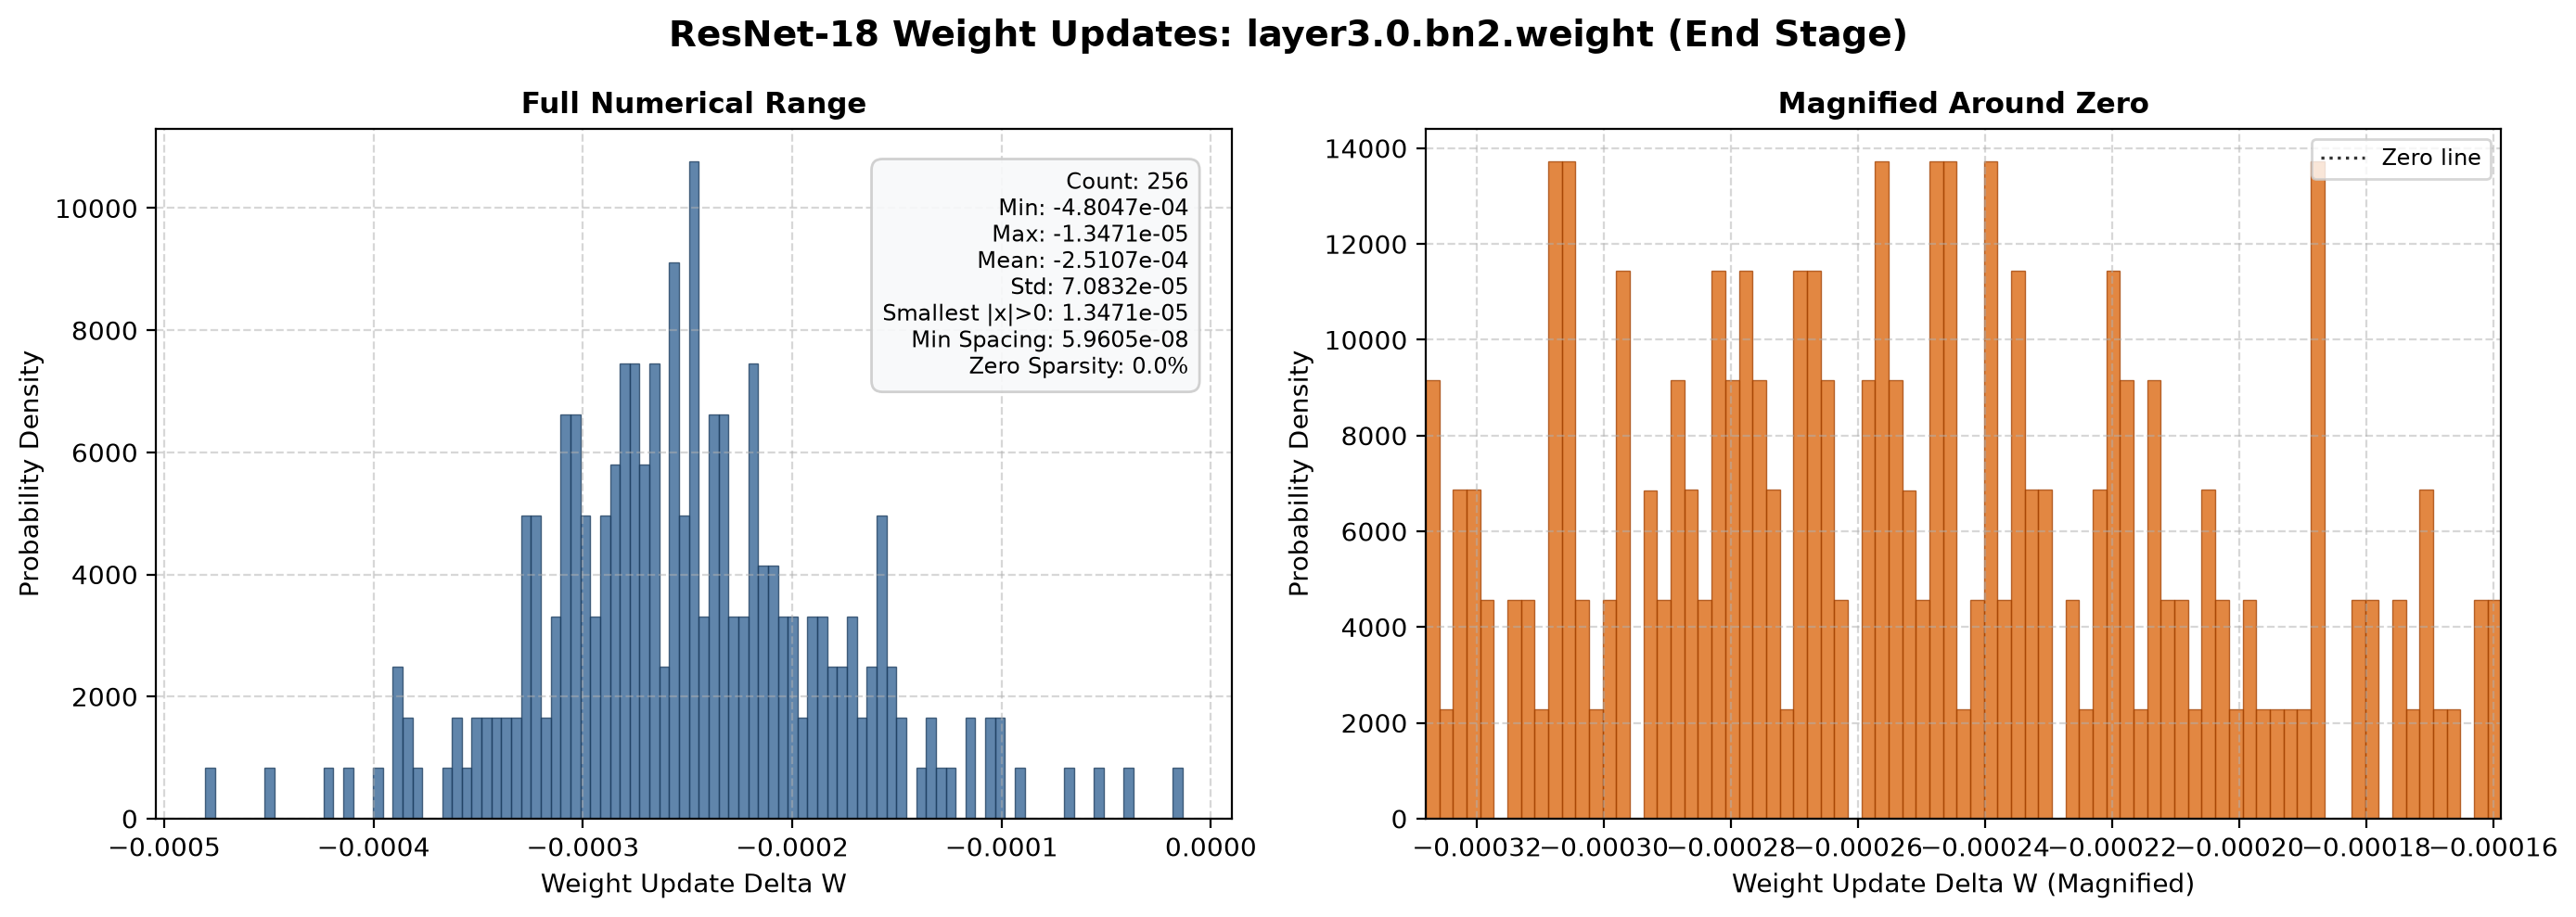 ResNet-18 Weight Updates: layer3.0.bn2.weight (End Stage)
Full Numerical Range
Probability Density
10000
8000
6000
4000
2000
0
Count: 256
Min: -4.8047e-04
Max: -1.3471e-05
Mean: -2.5107e-04
Std: 7.0832e-05
Smallest |x|>0: 1.3471e-05
Min Spacing: 5.9605e-08
Zero Sparsity: 0.0%
−0.0005 −0.0004 −0.0003 −0.0002 −0.0001 0.0000
Weight Update Delta W
Magnified Around Zero
Probability Density
14000
12000
10000
8000
6000
4000
2000
0
Zero line
−0.00032 −0.00030 −0.00028 −0.00026 −0.00024 −0.00022 −0.00020 −0.00018 −0.00016
Weight Update Delta W (Magnified)